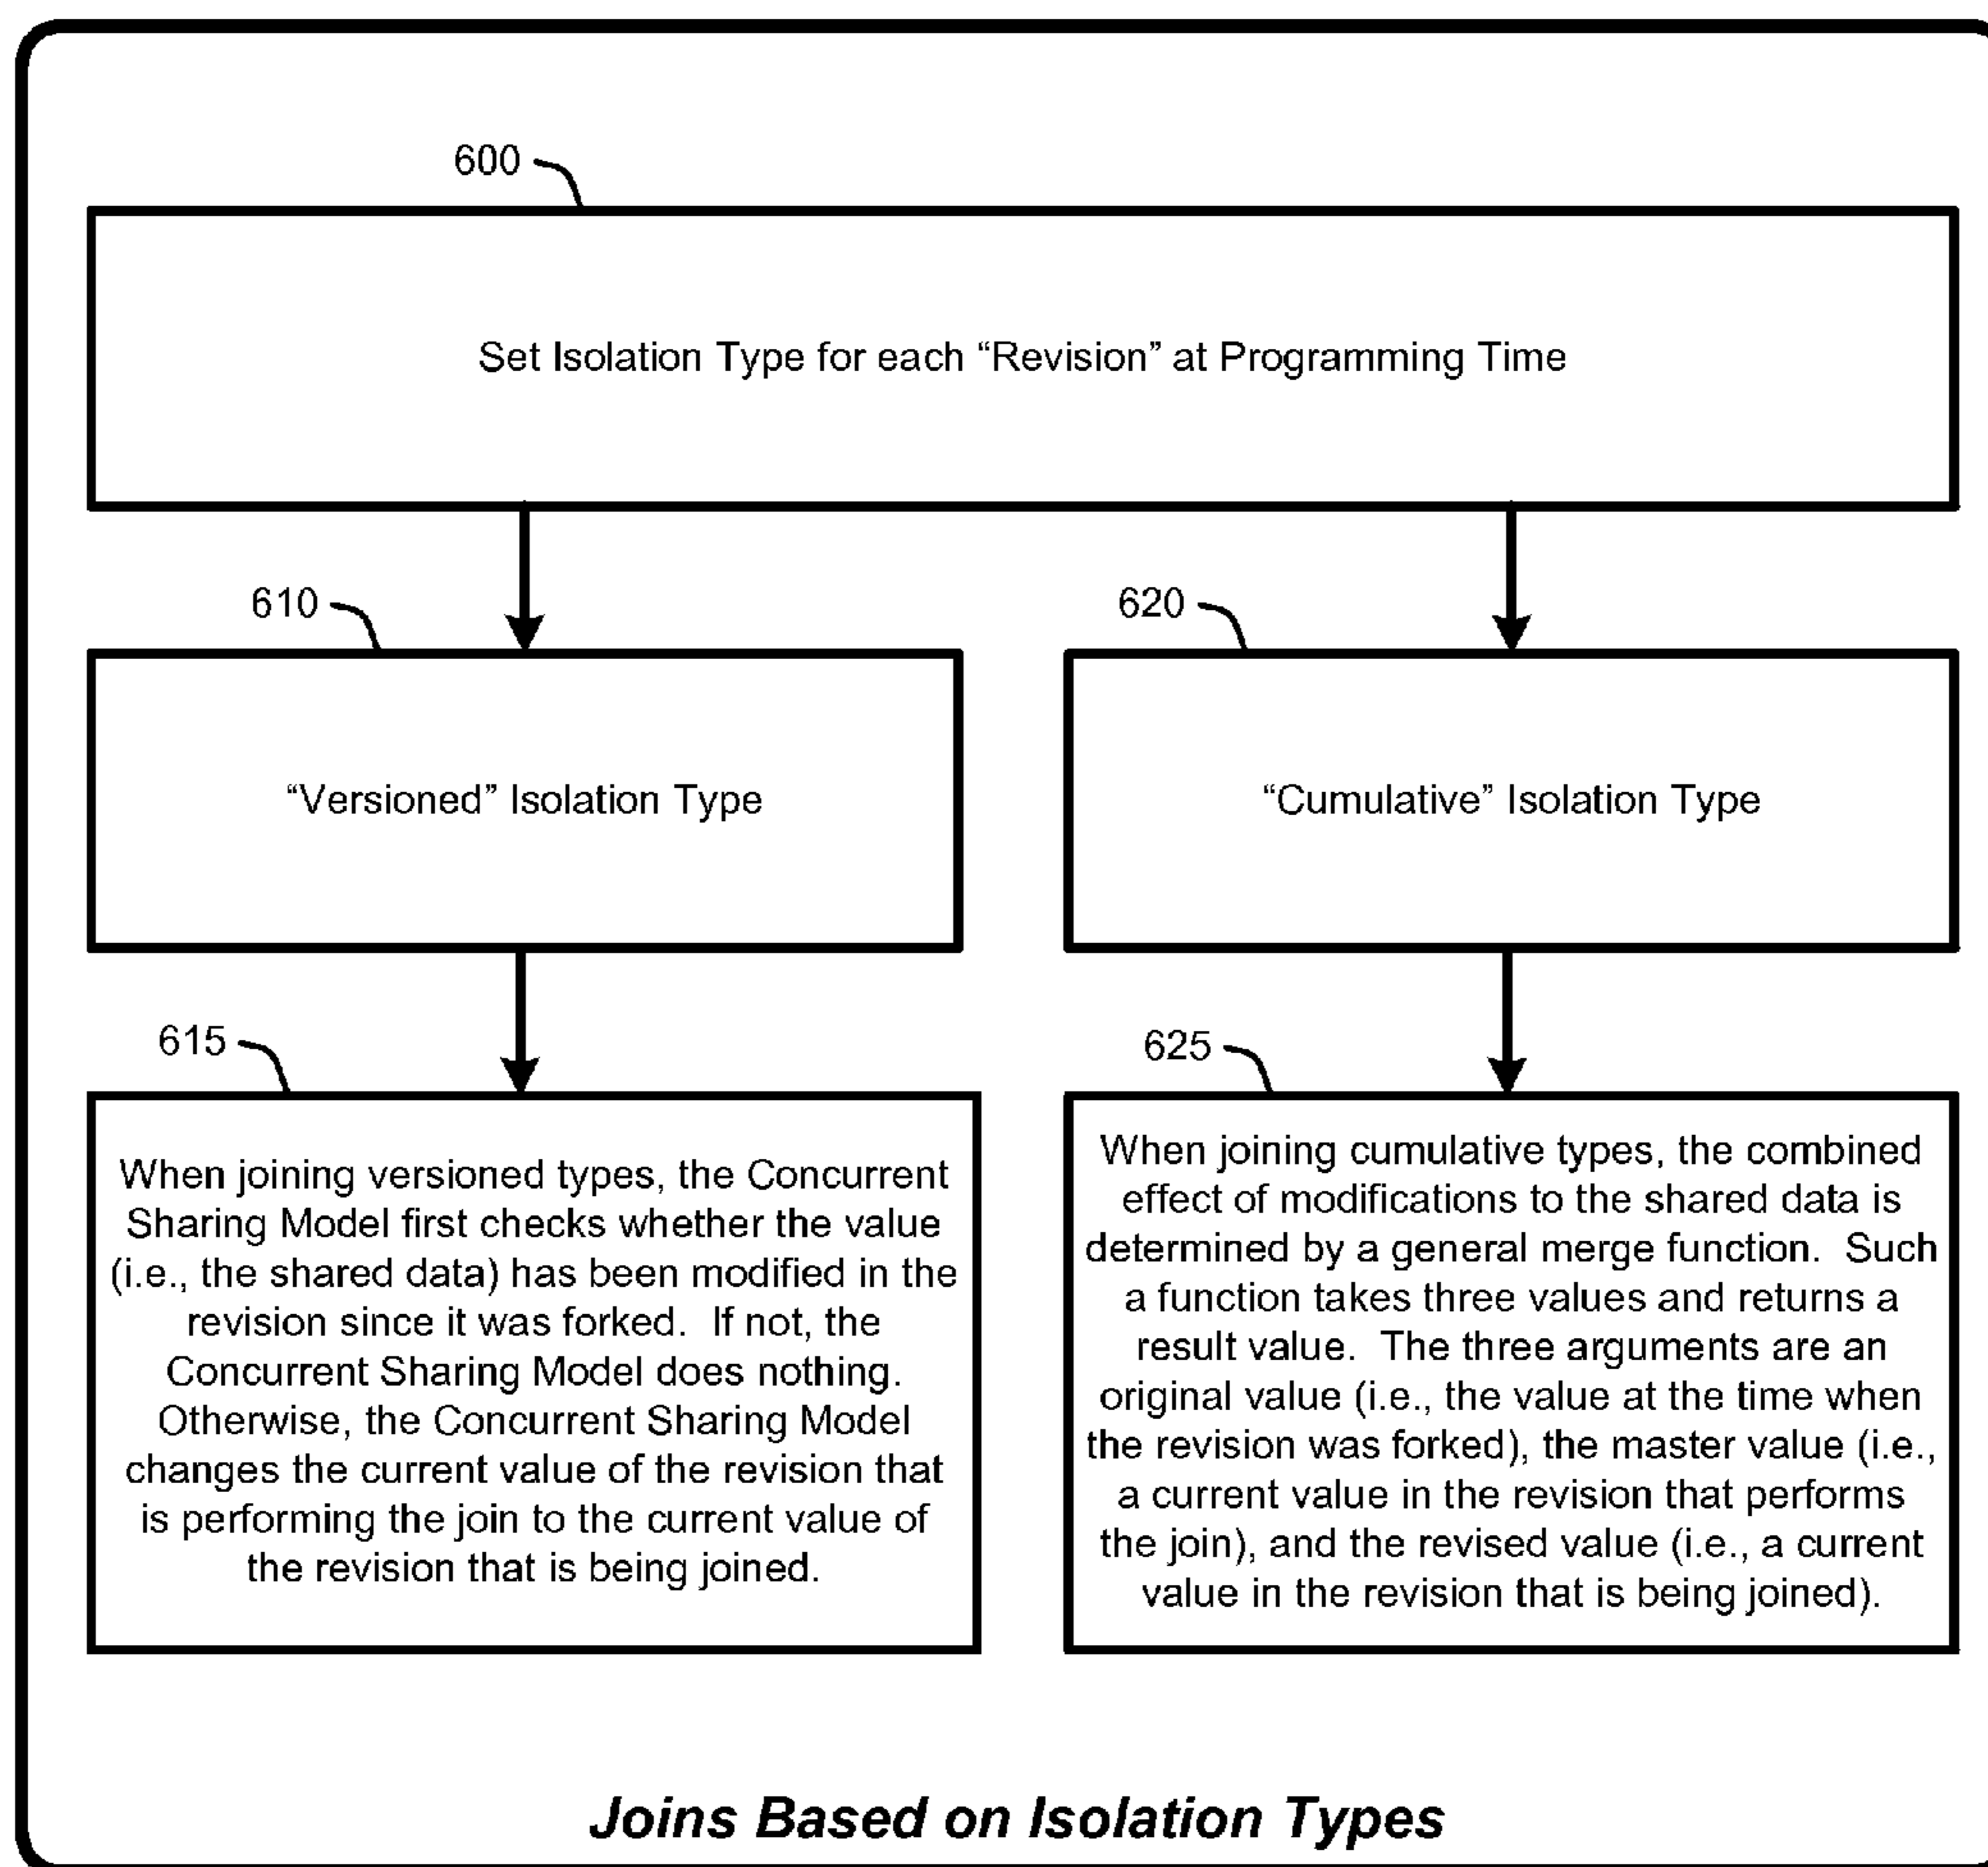 600
Set Isolation Type for each “Revision” at Programming Time
610
“Versioned” Isolation Type
620
“Cumulative” Isolation Type
615
When joining versioned types, the Concurrent
Sharing Model first checks whether the value
(i.e., the shared data) has been modified in the
revision since it was forked. If not, the
Concurrent Sharing Model does nothing.
Otherwise, the Concurrent Sharing Model
changes the current value of the revision that
is performing the join to the current value of
the revision that is being joined.
625
When joining cumulative types, the combined
effect of modifications to the shared data is
determined by a general merge function. Such
a function takes three values and returns a
result value. The three arguments are an
original value (i.e., the value at the time when
the revision was forked), the master value (i.e.,
a current value in the revision that performs
the join), and the revised value (i.e., a current
value in the revision that is being joined).
Joins Based on Isolation Types